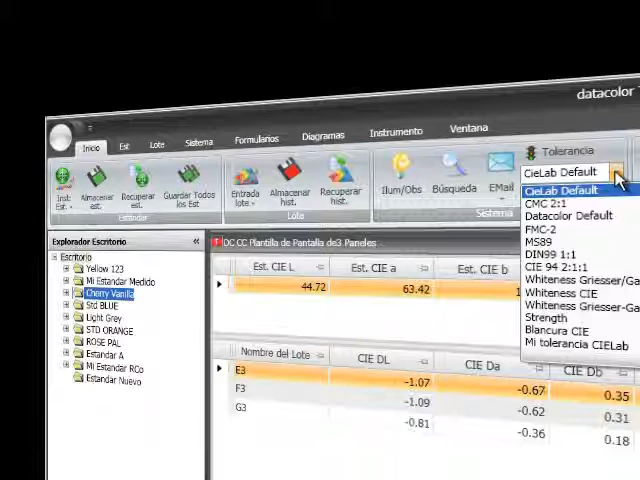 datacolor
Inicio Est Lote Sistema Formularios Diagramas Instrumento Ventana
Inst Est. Almacenar est. Recuperar est. Guardar Todos los Est
Estándar
Entrada lote Almacenar hist. Recuperar hist.
Lote
Ilum/Obs Búsqueda EMail
Sistema
Tolerancia
CieLab Default
CieLab Default
CMC 2:1
Datacolor Default
FMC-2
MS89
DIN99 1:1
CIE 94 2:1:1
Whiteness Griesser/Ga
Whiteness CIE
Whiteness Griesser-Ga
Strength
Blancura CIE
Mi tolerancia CIELab
Explorador Escritorio «
Escritorio
Yellow 123
Mi Estandar Medido
Cherry Vanilla
Std BLUE
Light Grey
STD ORANGE
ROSE PAL
Estandar A
Mi Estandar RCo
Estandar Nuevo
DC CC Plantilla de Pantalla de3 Paneles
Est. CIE L Est. CIE a Est. CIE b
44.72 63.42
Nombre del Lote CIE DL CIE Da CIE Db
E3 -1.07 -0.67 0.35
F3 -1.09 -0.62 0.31
G3 -0.81 -0.36 0.18